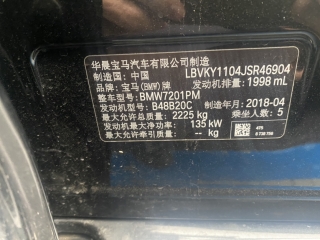 华晨宝马汽车有限公司制造
制造国: 中国 LBVKY1104JSR46904
品牌: 宝马(BMW)牌 发动机排量: 1998 mL
整车型号: BMW7201PM
发动机型号: B48B20C 制造年月: 2018-04
最大允许总质量: 2225 kg 乘坐人数: 5
发动机最大净功率: 135 kW
最大允许牵引质量: -- kg